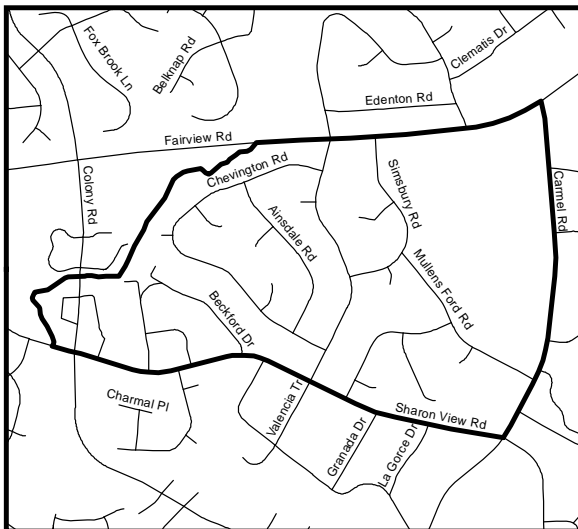 Fox Brook Ln
Belknap Rd
Clematis Dr
Edenton Rd
Fairview Rd
Chevington Rd
Simsbury Rd
Colony Rd
Carmel Rd
Ainsdale Rd
Mullens Ford Rd
Beckford Dr
Charmal Pl
Valencia Tr
Granada Dr
Sharon View Rd
La Gorce Dr